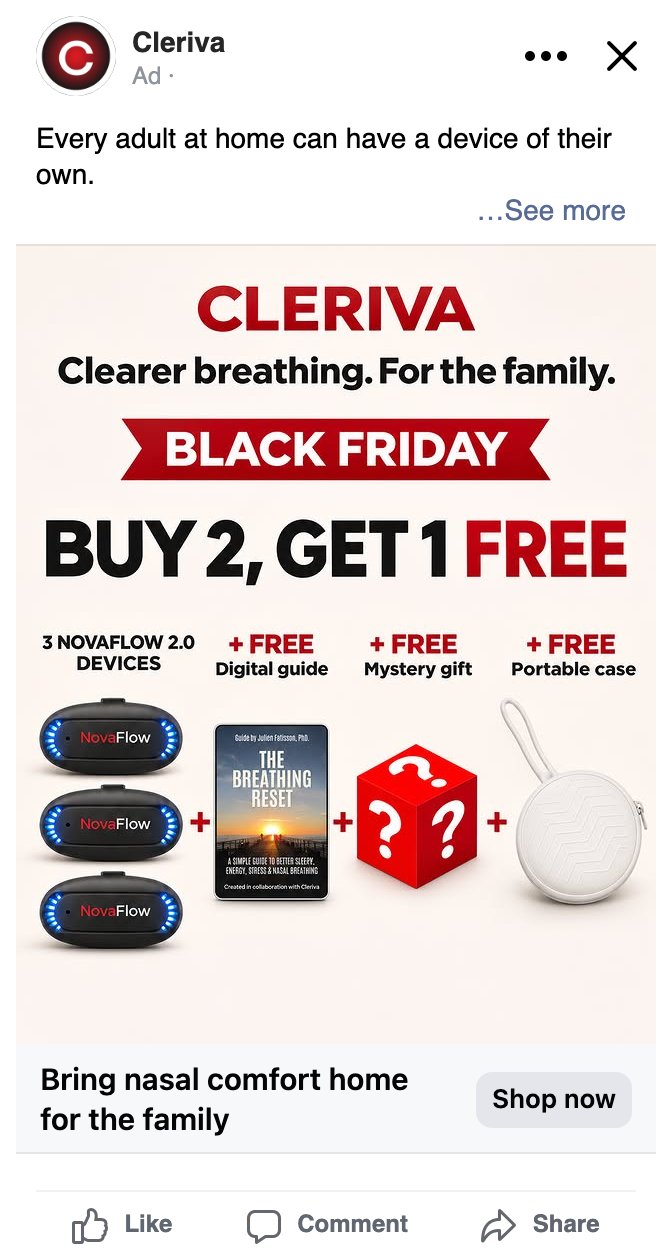 C
Cleriva
Ad ·
Every adult at home can have a device of their
own.
...See more
CLERIVA
Clearer breathing. For the family.
BLACK FRIDAY
BUY 2, GET 1 FREE
3 NOVAFLOW 2.0
DEVICES
+ FREE
Digital guide
+ FREE
Mystery gift
+ FREE
Portable case
NovaFlow
NovaFlow
NovaFlow
+
Guide by Julien Fatisson, PhD.
THE
BREATHING
RESET
A SIMPLE GUIDE TO BETTER SLEEPY,
ENERGY, STRESS & NASAL BREATHING
Created in collaboration with Cleriva
+
? ? ?
+
Bring nasal comfort home
for the family
Shop now
Like
Comment
Share